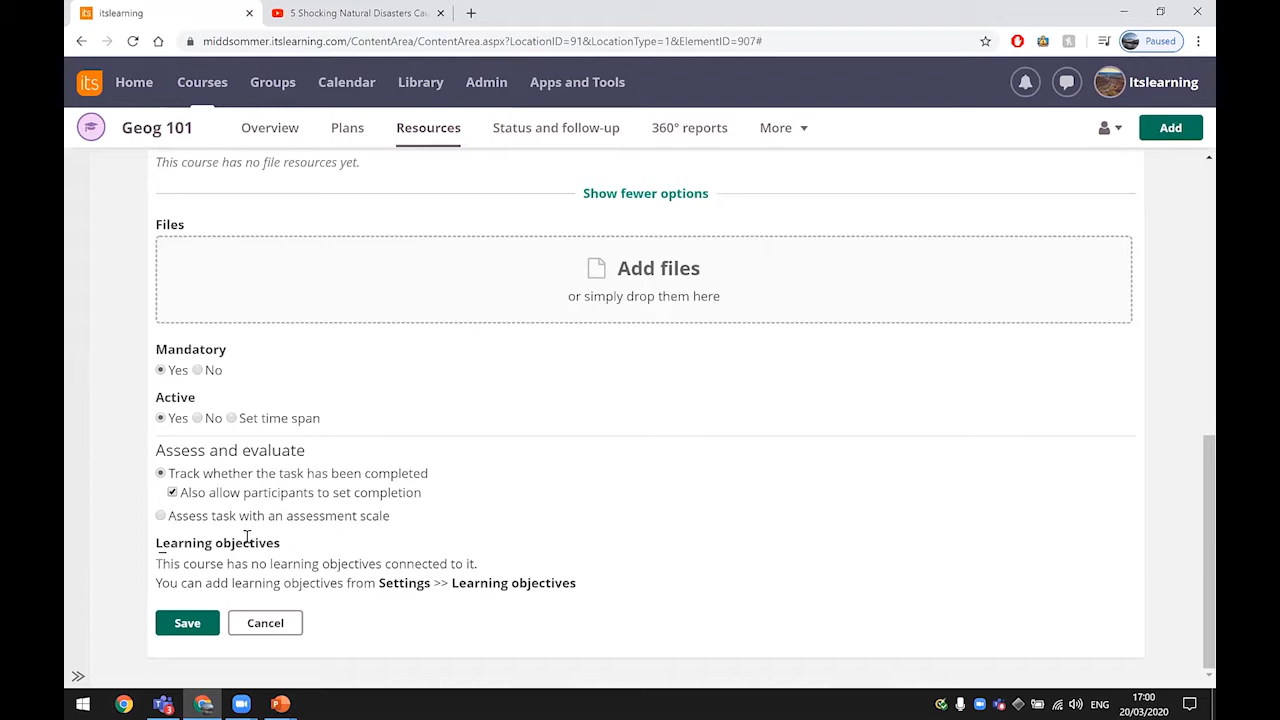 itslearning
5 Shocking Natural Disasters Cau
middsommer.itslearning.com/ContentArea/ContentArea.aspx?LocationID=91&LocationType=1&ElementID=907#
Paused
its Home Courses Groups Calendar Library Admin Apps and Tools Itslearning
Geog 101 Overview Plans Resources Status and follow-up 360° reports More Add
This course has no file resources yet.
Show fewer options
Files
Add files
or simply drop them here
Mandatory
Yes No
Active
Yes No Set time span
Assess and evaluate
Track whether the task has been completed
Also allow participants to set completion
Assess task with an assessment scale
Learning objectives
This course has no learning objectives connected to it.
You can add learning objectives from Settings >> Learning objectives
Save Cancel
ENG
17:00
20/03/2020